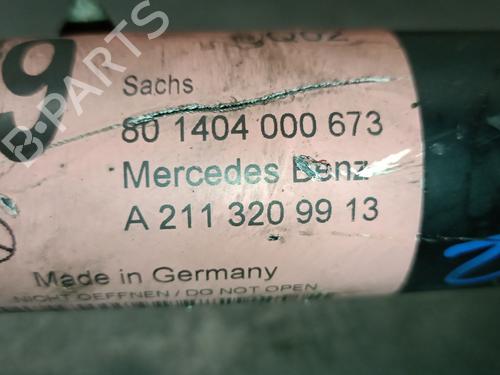 9
B-PARTS
Sachs
80 1404 000 673
Mercedes Benz
A 211 320 99 13
Made in Germany
NICHT OEFFNEN / DO NOT OPEN